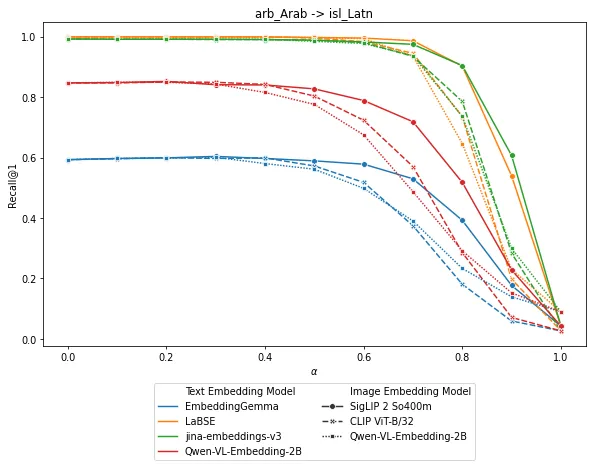 arb_Arab -> isl_Latn
1.0
0.8
0.6
0.4
0.2
0.0
Recall@1
0.0 0.2 0.4 0.6 0.8 1.0
α
Text Embedding Model Image Embedding Model
EmbeddingGemma SigLIP 2 So400m
LaBSE CLIP ViT-B/32
jina-embeddings-v3 Qwen-VL-Embedding-2B
Qwen-VL-Embedding-2B